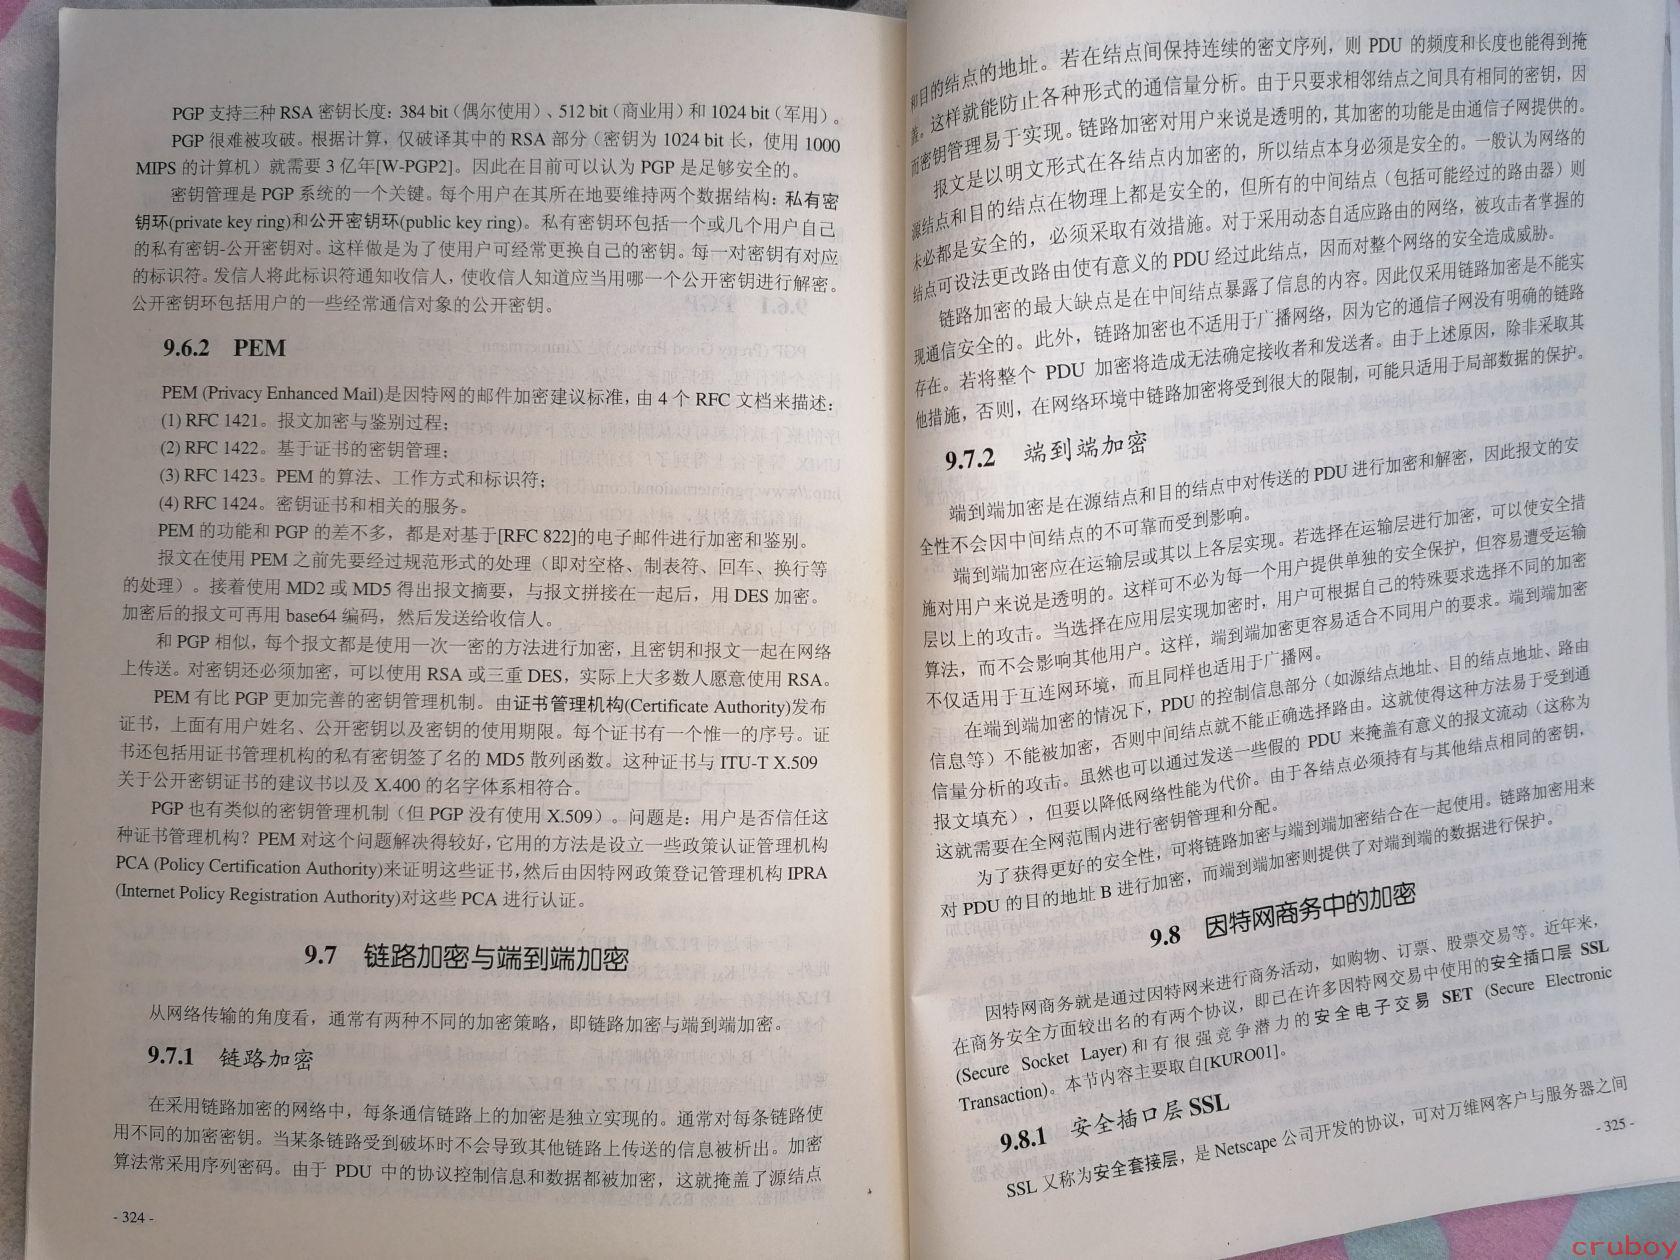 PGP 支持三种 RSA 密钥长度：384 bit（偶尔使用）、512 bit（商业用）和 1024 bit（军用）。
PGP 很难被攻破。根据计算，仅破译其中的 RSA 部分（密钥为 1024 bit 长，使用 1000
MIPS 的计算机）就需要 3 亿年[W-PGP2]。因此在目前可以认为 PGP 是足够安全的。
密钥管理是 PGP 系统的一个关键。每个用户在其所在地要维持两个数据结构：私有密
钥环(private key ring)和公开密钥环(public key ring)。私有密钥环包括一个或几个用户自己
的私有密钥-公开密钥对。这样做是为了使用户可经常更换自己的密钥。每一对密钥有对应
的标识符。发信人将此标识符通知收信人，使收信人知道应当用哪一个公开密钥进行解密。
公开密钥环包括用户的一些经常通信对象的公开密钥。
9.6.2 PEM
PEM (Privacy Enhanced Mail)是因特网的邮件加密建议标准，由 4 个 RFC 文档来描述：
(1) RFC 1421。报文加密与鉴别过程；
(2) RFC 1422。基于证书的密钥管理；
(3) RFC 1423。PEM 的算法、工作方式和标识符；
(4) RFC 1424。密钥证书和相关的服务。
PEM 的功能和 PGP 的差不多，都是对基于[RFC 822]的电子邮件进行加密和鉴别。
报文在使用 PEM 之前先要经过规范形式的处理（即对空格、制表符、回车、换行等
的处理）。接着使用 MD2 或 MD5 得出报文摘要，与报文拼接在一起后，用 DES 加密。
加密后的报文可再用 base64 编码，然后发送给收信人。
和 PGP 相似，每个报文都是使用一次一密的方法进行加密，且密钥和报文一起在网络
上传送。对密钥还必须加密，可以使用 RSA 或三重 DES，实际上大多数人愿意使用 RSA。
PEM 有比 PGP 更加完善的密钥管理机制。由证书管理机构(Certificate Authority)发布
证书，上面有用户姓名、公开密钥以及密钥的使用期限。每个证书有一个惟一的序号。证
书还包括用证书管理机构的私有密钥签了名的 MD5 散列函数。这种证书与 ITU-T X.509
关于公开密钥证书的建议书以及 X.400 的名字体系相符合。
PGP 也有类似的密钥管理机制（但 PGP 没有使用 X.509）。问题是：用户是否信任这
种证书管理机构？PEM 对这个问题解决得较好，它用的方法是设立一些政策认证管理机构
PCA (Policy Certification Authority)来证明这些证书，然后由因特网政策登记管理机构 IPRA
(Internet Policy Registration Authority)对这些 PCA 进行认证。
9.7 链路加密与端到端加密
从网络传输的角度看，通常有两种不同的加密策略，即链路加密与端到端加密。
9.7.1 链路加密
在采用链路加密的网络中，每条通信链路上的加密是独立实现的。通常对每条链路使
用不同的加密密钥。当某条链路受到破坏时不会导致其他链路上传送的信息被析出。加密
算法常采用序列密码。由于 PDU 中的协议控制信息和数据都被加密，这就掩盖了源结点
- 324 -
和目的结点的地址。若在结点间保持连续的密文序列，则 PDU 的频度和长度也能得到掩
盖。这样就能防止各种形式的通信量分析。由于只要求相邻结点之间具有相同的密钥，因
而密钥管理易于实现。链路加密对用户来说是透明的，其加密的功能是由通信子网提供的。
报文是以明文形式在各结点内加密的，所以结点本身必须是安全的。一般认为网络的
源结点和目的结点在物理上都是安全的，但所有的中间结点（包括可能经过的路由器）则
未必都是安全的，必须采取有效措施。对于采用动态自适应路由的网络，被攻击者掌握的
结点可设法更改路由使有意义的 PDU 经过此结点，因而对整个网络的安全造成威胁。
链路加密的最大缺点是在中间结点暴露了信息的内容。因此仅采用链路加密是不能实
现通信安全的。此外，链路加密也不适用于广播网络，因为它的通信子网没有明确的链路
存在。若将整个 PDU 加密将造成无法确定接收者和发送者。由于上述原因，除非采取其
他措施，否则，在网络环境中链路加密将受到很大的限制，可能只适用于局部数据的保护。
9.7.2 端到端加密
端到端加密是在源结点和目的结点中对传送的 PDU 进行加密和解密，因此报文的安
全性不会因中间结点的不可靠而受到影响。
端到端加密应在运输层或其以上各层实现。若选择在运输层进行加密，可以使安全措
施对用户来说是透明的。这样可不必为每一个用户提供单独的安全保护，但容易遭受运输
层以上的攻击。当选择在应用层实现加密时，用户可根据自己的特殊要求选择不同的加密
算法，而不会影响其他用户。这样，端到端加密更容易适合不同用户的要求。端到端加密
不仅适用于互连网环境，而且同样也适用于广播网。
在端到端加密的情况下，PDU 的控制信息部分（如源结点地址、目的结点地址、路由
信息等）不能被加密，否则中间结点就不能正确选择路由。这就使得这种方法易于受到通
信量分析的攻击。虽然也可以通过发送一些假的 PDU 来掩盖有意义的报文流动（这称为
报文填充），但要以降低网络性能为代价。由于各结点必须持有与其他结点相同的密钥，
这就需要在全网范围内进行密钥管理和分配。
为了获得更好的安全性，可将链路加密与端到端加密结合在一起使用。链路加密用来
对 PDU 的目的地址 B 进行加密，而端到端加密则提供了对端到端的数据进行保护。
9.8 因特网商务中的加密
因特网商务就是通过因特网来进行商务活动，如购物、订票、股票交易等。近年来，
在商务安全方面较出名的有两个协议，即已在许多因特网交易中使用的安全插口层 SSL
(Secure Socket Layer)和有很强竞争潜力的安全电子交易 SET (Secure Electronic
Transaction)。本节内容主要取自[KURO01]。
9.8.1 安全插口层 SSL
SSL 又称为安全套接层，是 Netscape 公司开发的协议，可对万维网客户与服务器之间
- 325 -
cruboy